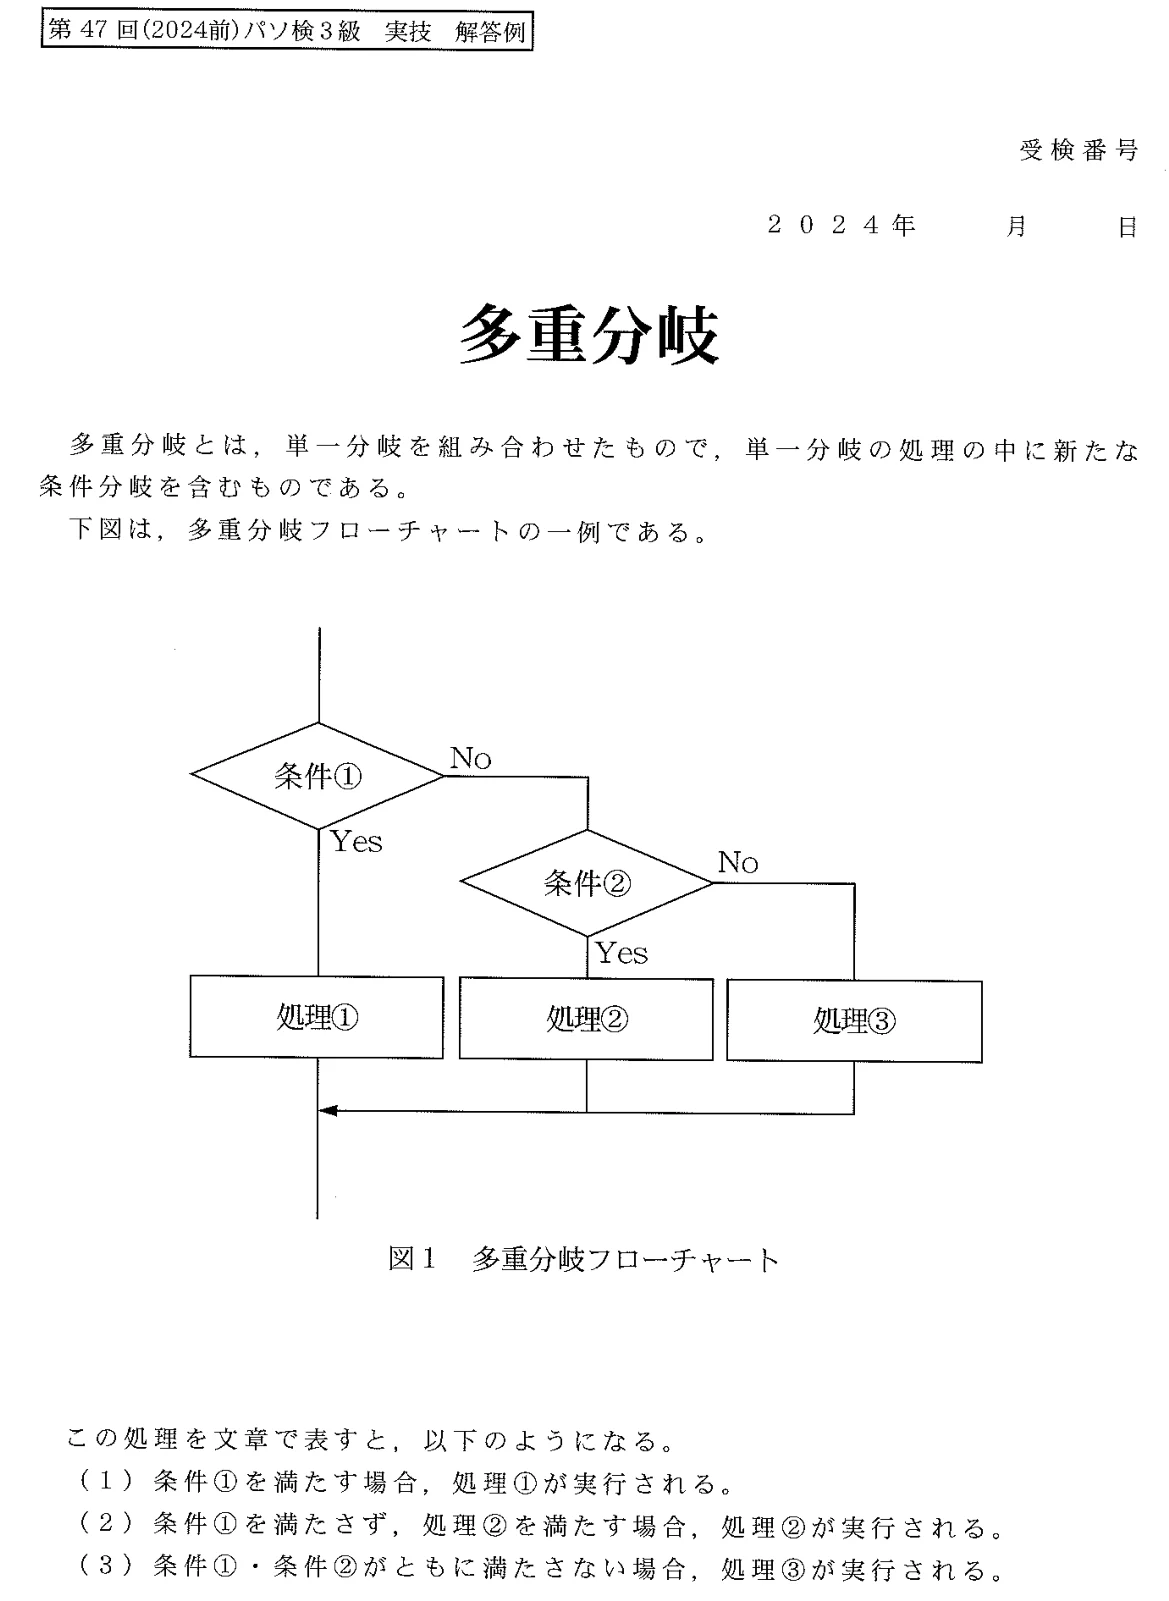 第47回(2024前)パソ検３級　実技　解答例
受検番号
２０２４年　　　月　　　日
多重分岐
多重分岐とは，単一分岐を組み合わせたもので，単一分岐の処理の中に新たな
条件分岐を含むものである。
下図は，多重分岐フローチャートの一例である。
条件①
No
Yes
条件②
No
Yes
処理①
処理②
処理③
図１　多重分岐フローチャート
この処理を文章で表すと，以下のようになる。
（１）条件①を満たす場合，処理①が実行される。
（２）条件①を満たさず，処理②を満たす場合，処理②が実行される。
（３）条件①・条件②がともに満たさない場合，処理③が実行される。